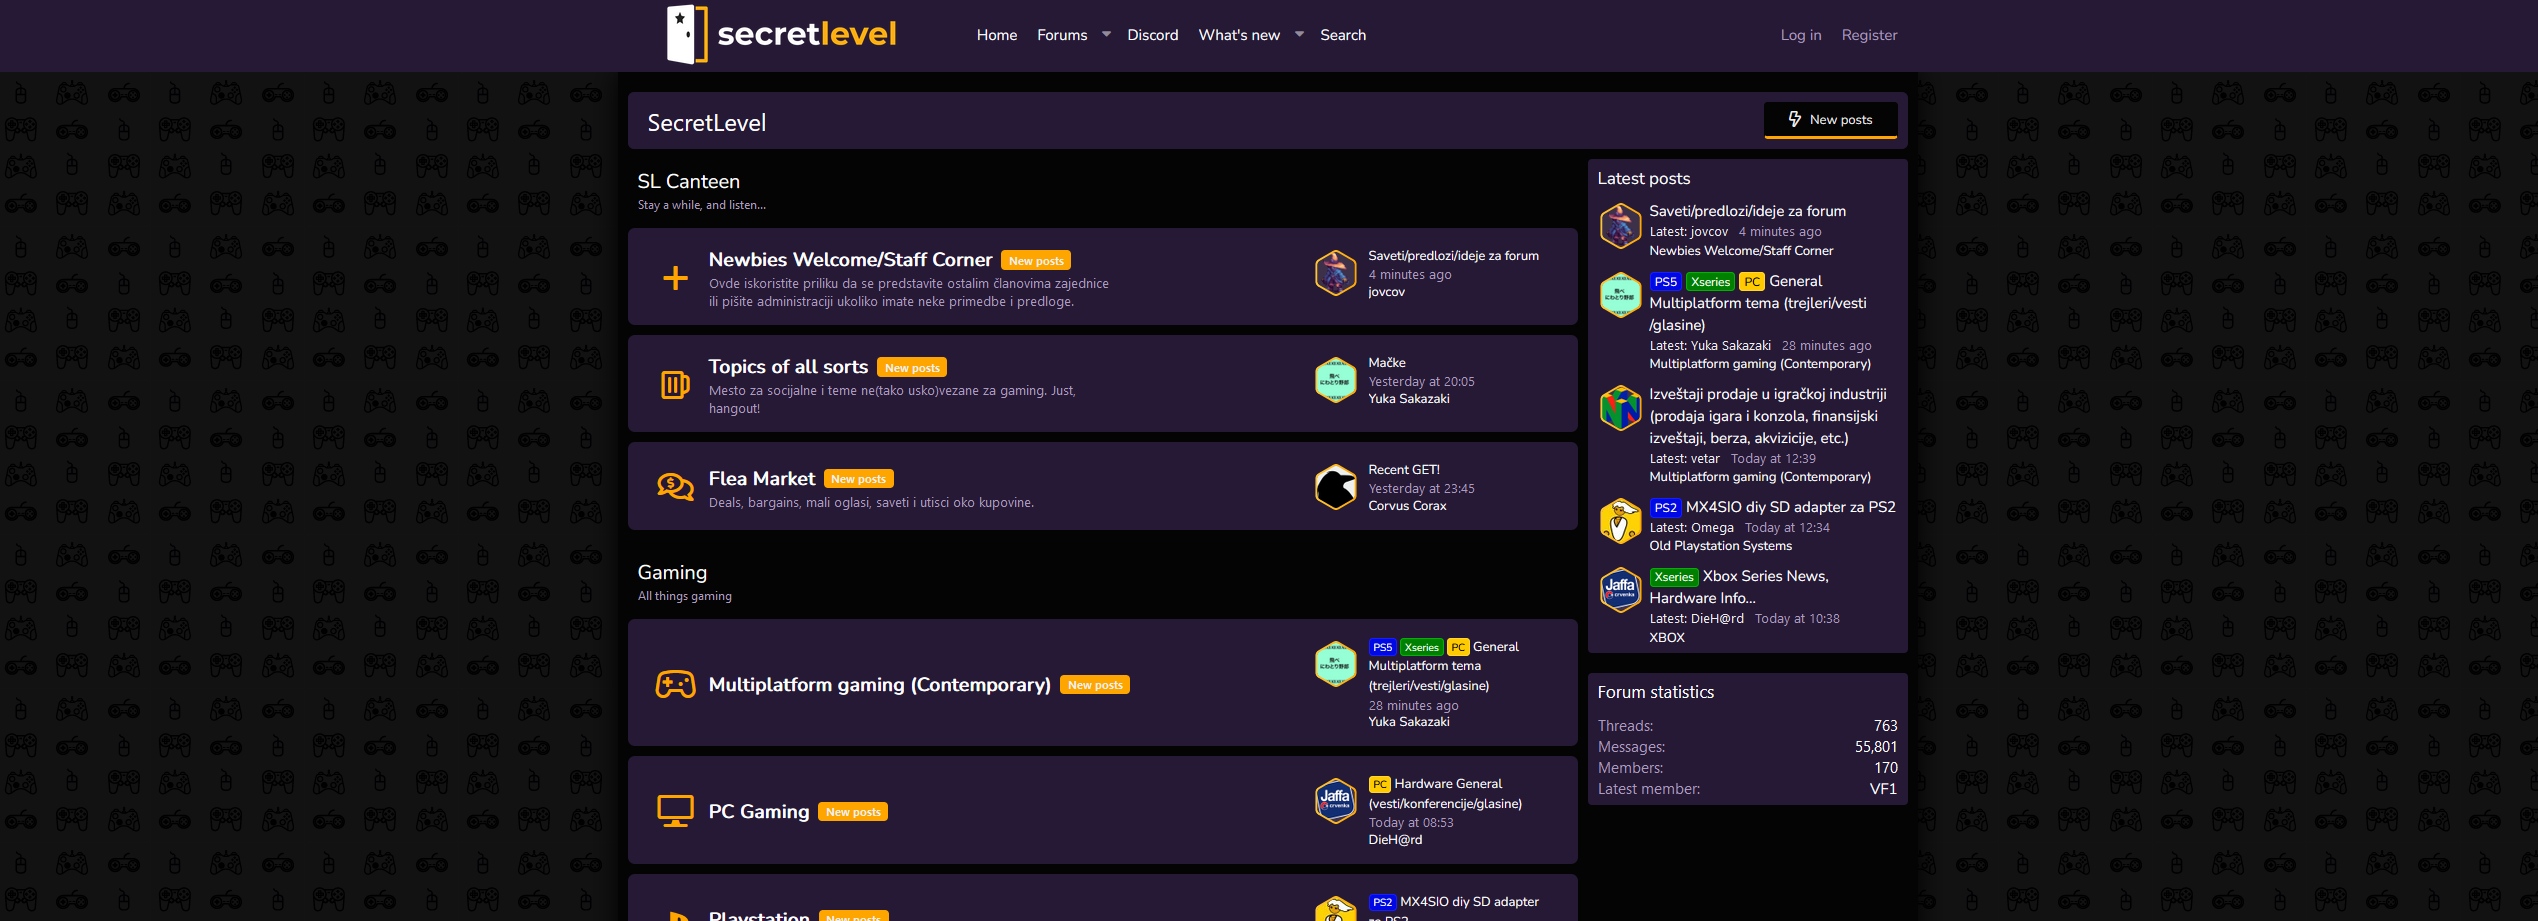 secretlevel
Home Forums Discord What's new Search
Log in Register
SecretLevel
New posts
SL Canteen
Stay a while, and listen...
Newbies Welcome/Staff Corner New posts
Ovde iskoristite priliku da se predstavite ostalim članovima zajednice
ili pišite administraciji ukoliko imate neke primedbe i predloge.
Saveti/predlozi/ideje za forum
4 minutes ago
jovcov
Topics of all sorts New posts
Mesto za socijalne i teme ne(tako usko)vezane za gaming. Just,
hangout!
Mačke
Yesterday at 20:05
Yuka Sakazaki
Flea Market New posts
Deals, bargains, mali oglasi, saveti i utisci oko kupovine.
Recent GET!
Yesterday at 23:45
Corvus Corax
Gaming
All things gaming
Multiplatform gaming (Contemporary) New posts
PS5 Xseries PC General
Multiplatform tema
(trejleri/vesti/glasine)
28 minutes ago
Yuka Sakazaki
PC Gaming New posts
Jaffa
crvenka
PC Hardware General
(vesti/konferencije/glasine)
Today at 08:53
DieH@rd
Playstation New posts
PS2 MX4SIO diy SD adapter
za PS2
Latest posts
Saveti/predlozi/ideje za forum
Latest: jovcov 4 minutes ago
Newbies Welcome/Staff Corner
PS5 Xseries PC General
Multiplatform tema (trejleri/vesti
/glasine)
Latest: Yuka Sakazaki 28 minutes ago
Multiplatform gaming (Contemporary)
Izveštaji prodaje u igračkoj industriji
(prodaja igara i konzola, finansijski
izveštaji, berza, akvizicije, etc.)
Latest: vetar Today at 12:39
Multiplatform gaming (Contemporary)
PS2 MX4SIO diy SD adapter za PS2
Latest: Omega Today at 12:34
Old Playstation Systems
Jaffa
crvenka
Xseries Xbox Series News,
Hardware Info...
Latest: DieH@rd Today at 10:38
XBOX
Forum statistics
Threads: 763
Messages: 55,801
Members: 170
Latest member: VF1